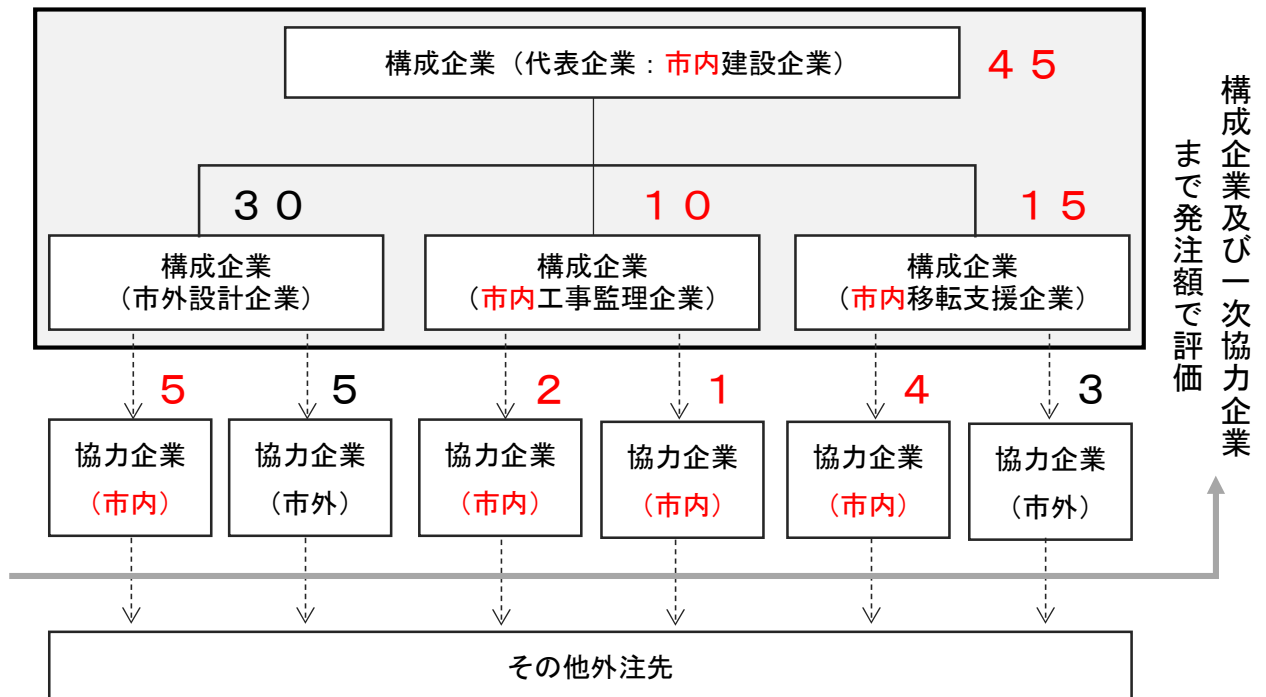 構成企業（代表企業：市内建設企業）
４５
３０
１０
１５
構成企業
（市外設計企業）
構成企業
（市内工事監理企業）
構成企業
（市内移転支援企業）
構成企業及び一次協力企業
まで発注額で評価
５
５
２
１
４
３
協力企業
（市内）
協力企業
（市外）
協力企業
（市内）
協力企業
（市内）
協力企業
（市内）
協力企業
（市外）
その他外注先